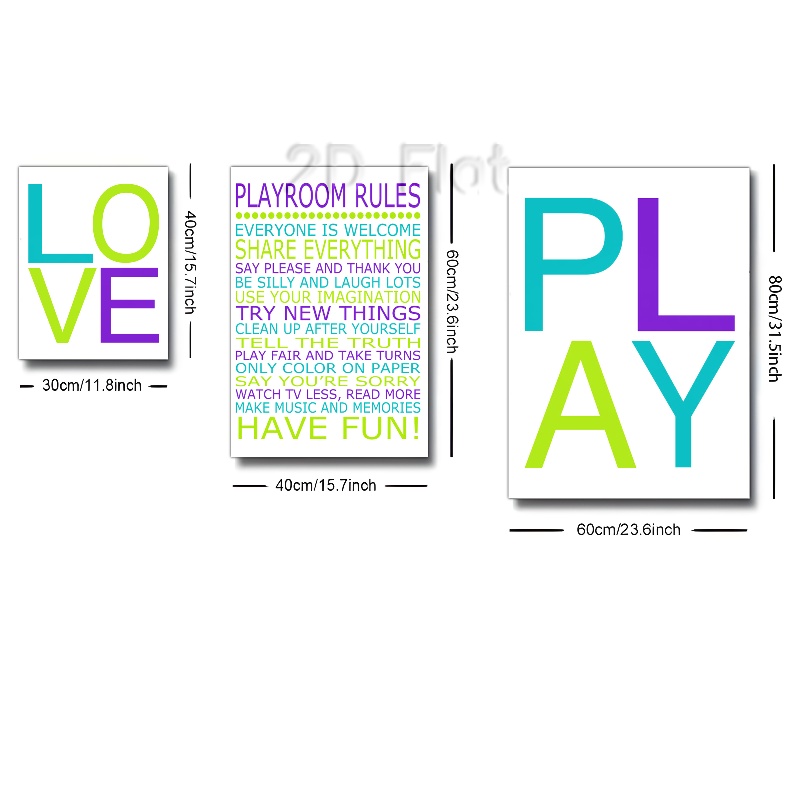 2D Flat
LO
VE
40cm/15.7inch
30cm/11.8inch
PLAYROOM RULES
EVERYONE IS WELCOME
SHARE EVERYTHING
SAY PLEASE AND THANK YOU
BE SILLY AND LAUGH LOTS
USE YOUR IMAGINATION
TRY NEW THINGS
CLEAN UP AFTER YOURSELF
TELL THE TRUTH
PLAY FAIR AND TAKE TURNS
ONLY COLOR ON PAPER
SAY YOU'RE SORRY
WATCH TV LESS, READ MORE
MAKE MUSIC AND MEMORIES
HAVE FUN!
60cm/23.6inch
40cm/15.7inch
PL
AY
80cm/31.5inch
60cm/23.6inch